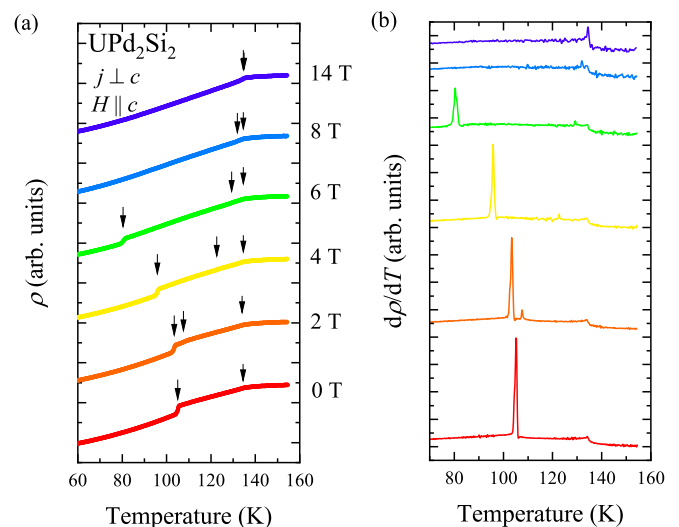 (a)
UPd₂Si₂
j ⊥ c
H ∥ c
14 T
8 T
6 T
4 T
2 T
0 T
ρ (arb. units)
60 80 100 120 140 160
Temperature (K)
(b)
dρ/dT (arb. units)
80 100 120 140 160
Temperature (K)